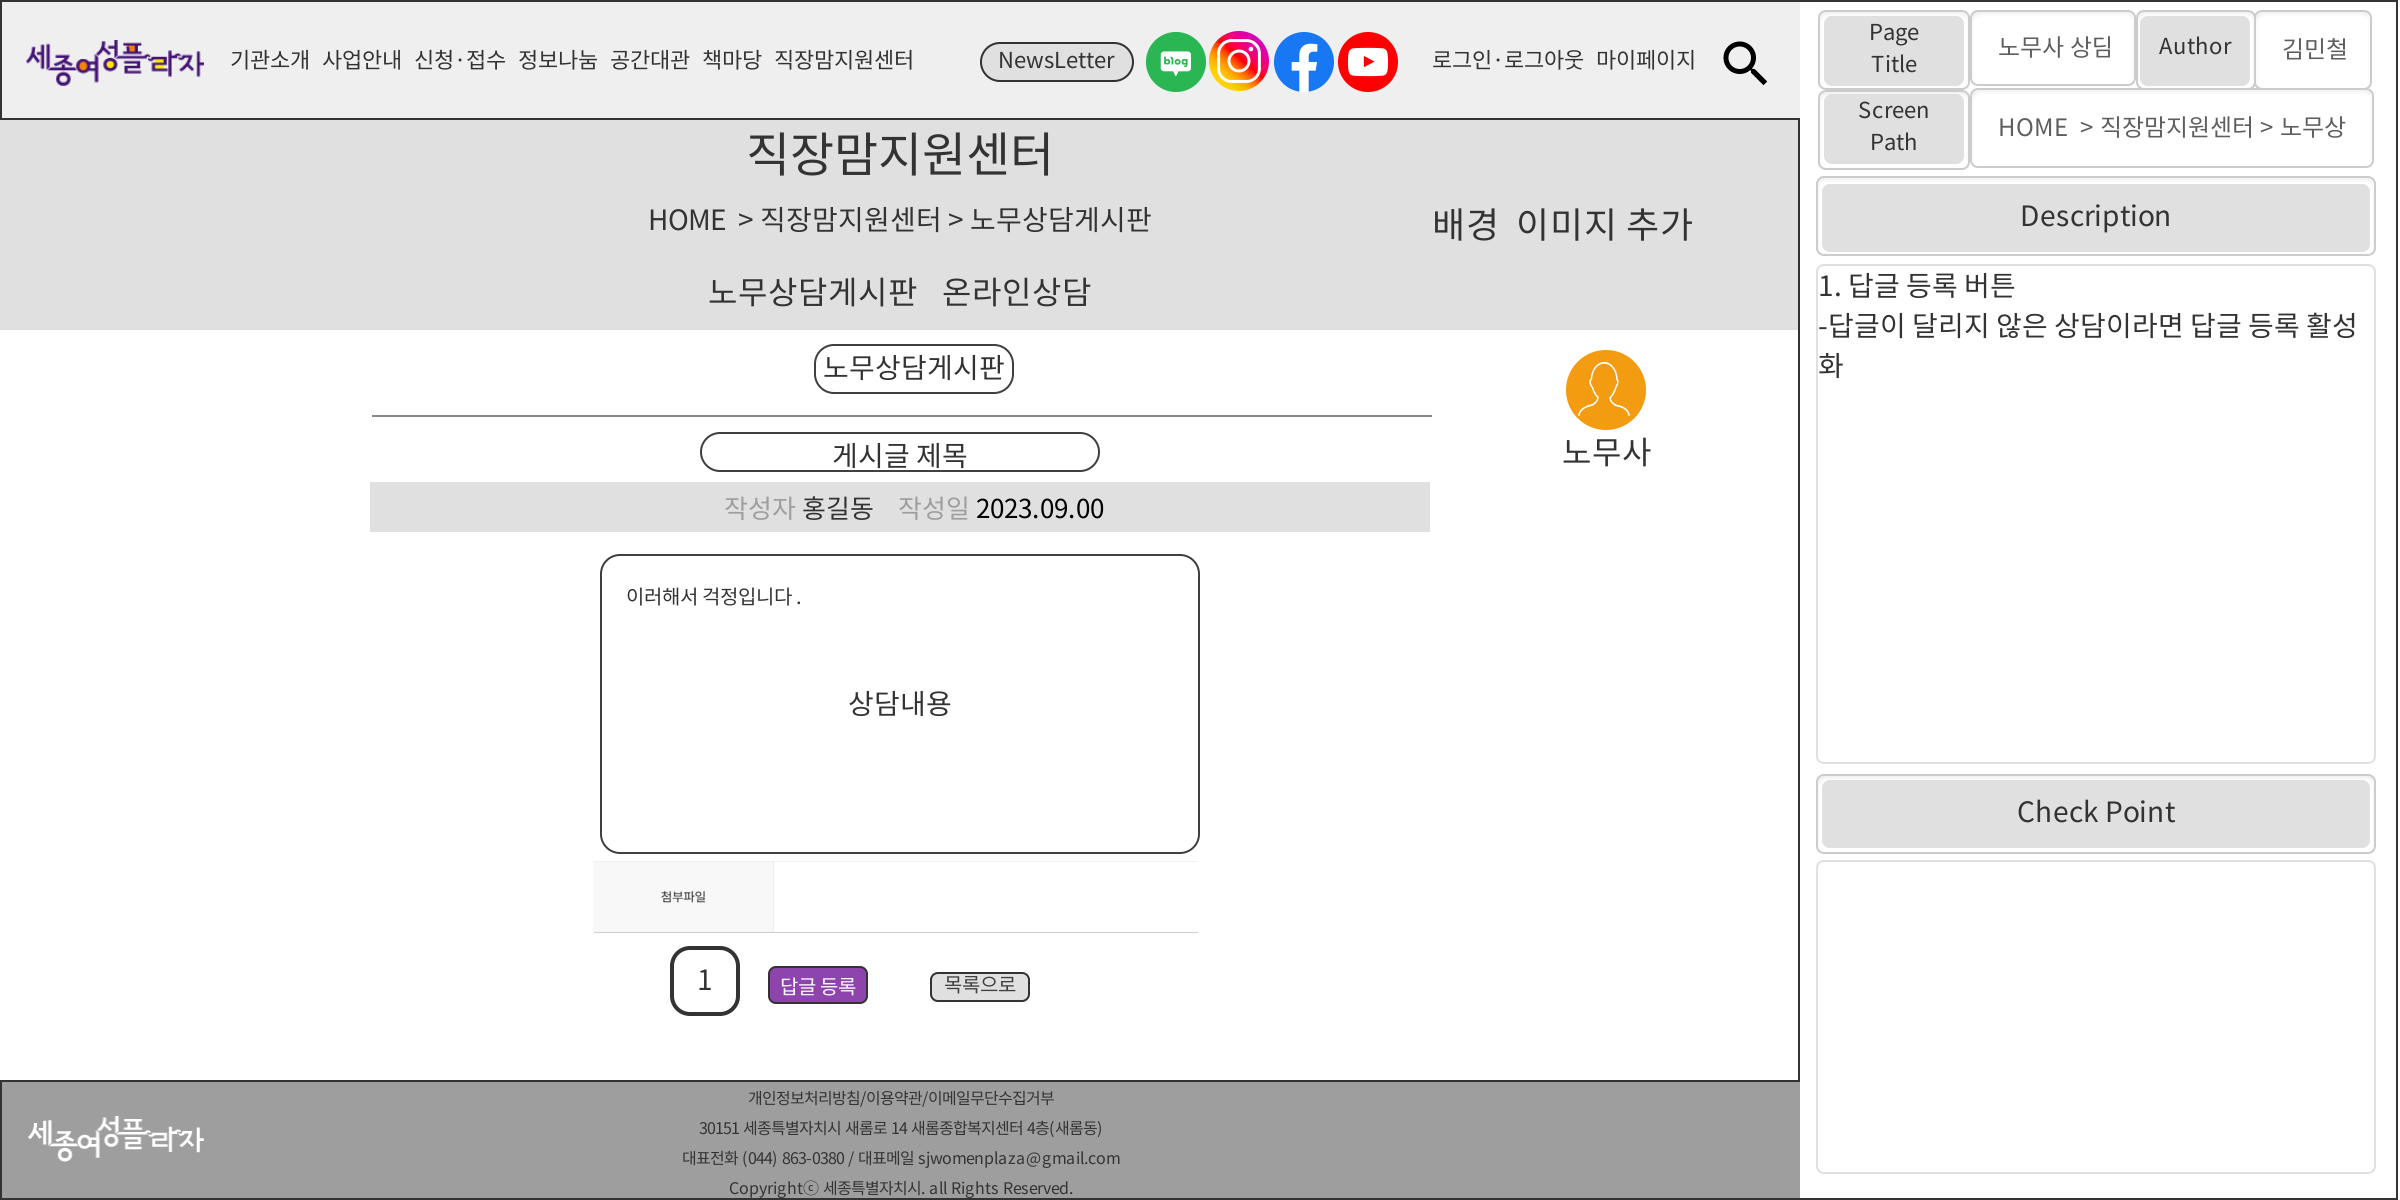 세종여성플라자
기관소개 사업안내 신청·접수 정보나눔 공간대관 책마당 직장맘지원센터
NewsLetter
blog
로그인·로그아웃 마이페이지
직장맘지원센터
HOME > 직장맘지원센터 > 노무상담게시판
배경 이미지 추가
노무상담게시판 온라인상담
노무상담게시판
노무사
게시글 제목
작성자 홍길동 작성일 2023.09.00
이러해서 걱정입니다 .
상담내용
첨부파일
1
답글 등록
목록으로
세종여성플라자
개인정보처리방침/이용약관/이메일무단수집거부
30151 세종특별자치시 새롬로 14 새롬종합복지센터 4층(새롬동)
대표전화 (044) 863-0380 / 대표메일 sjwomenplaza@gmail.com
Copyrightⓒ 세종특별자치시. all Rights Reserved.
Page
Title
노무사 상담
Author
김민철
Screen
Path
HOME > 직장맘지원센터 > 노무상
Description
1. 답글 등록 버튼
-답글이 달리지 않은 상담이라면 답글 등록 활성
화
Check Point